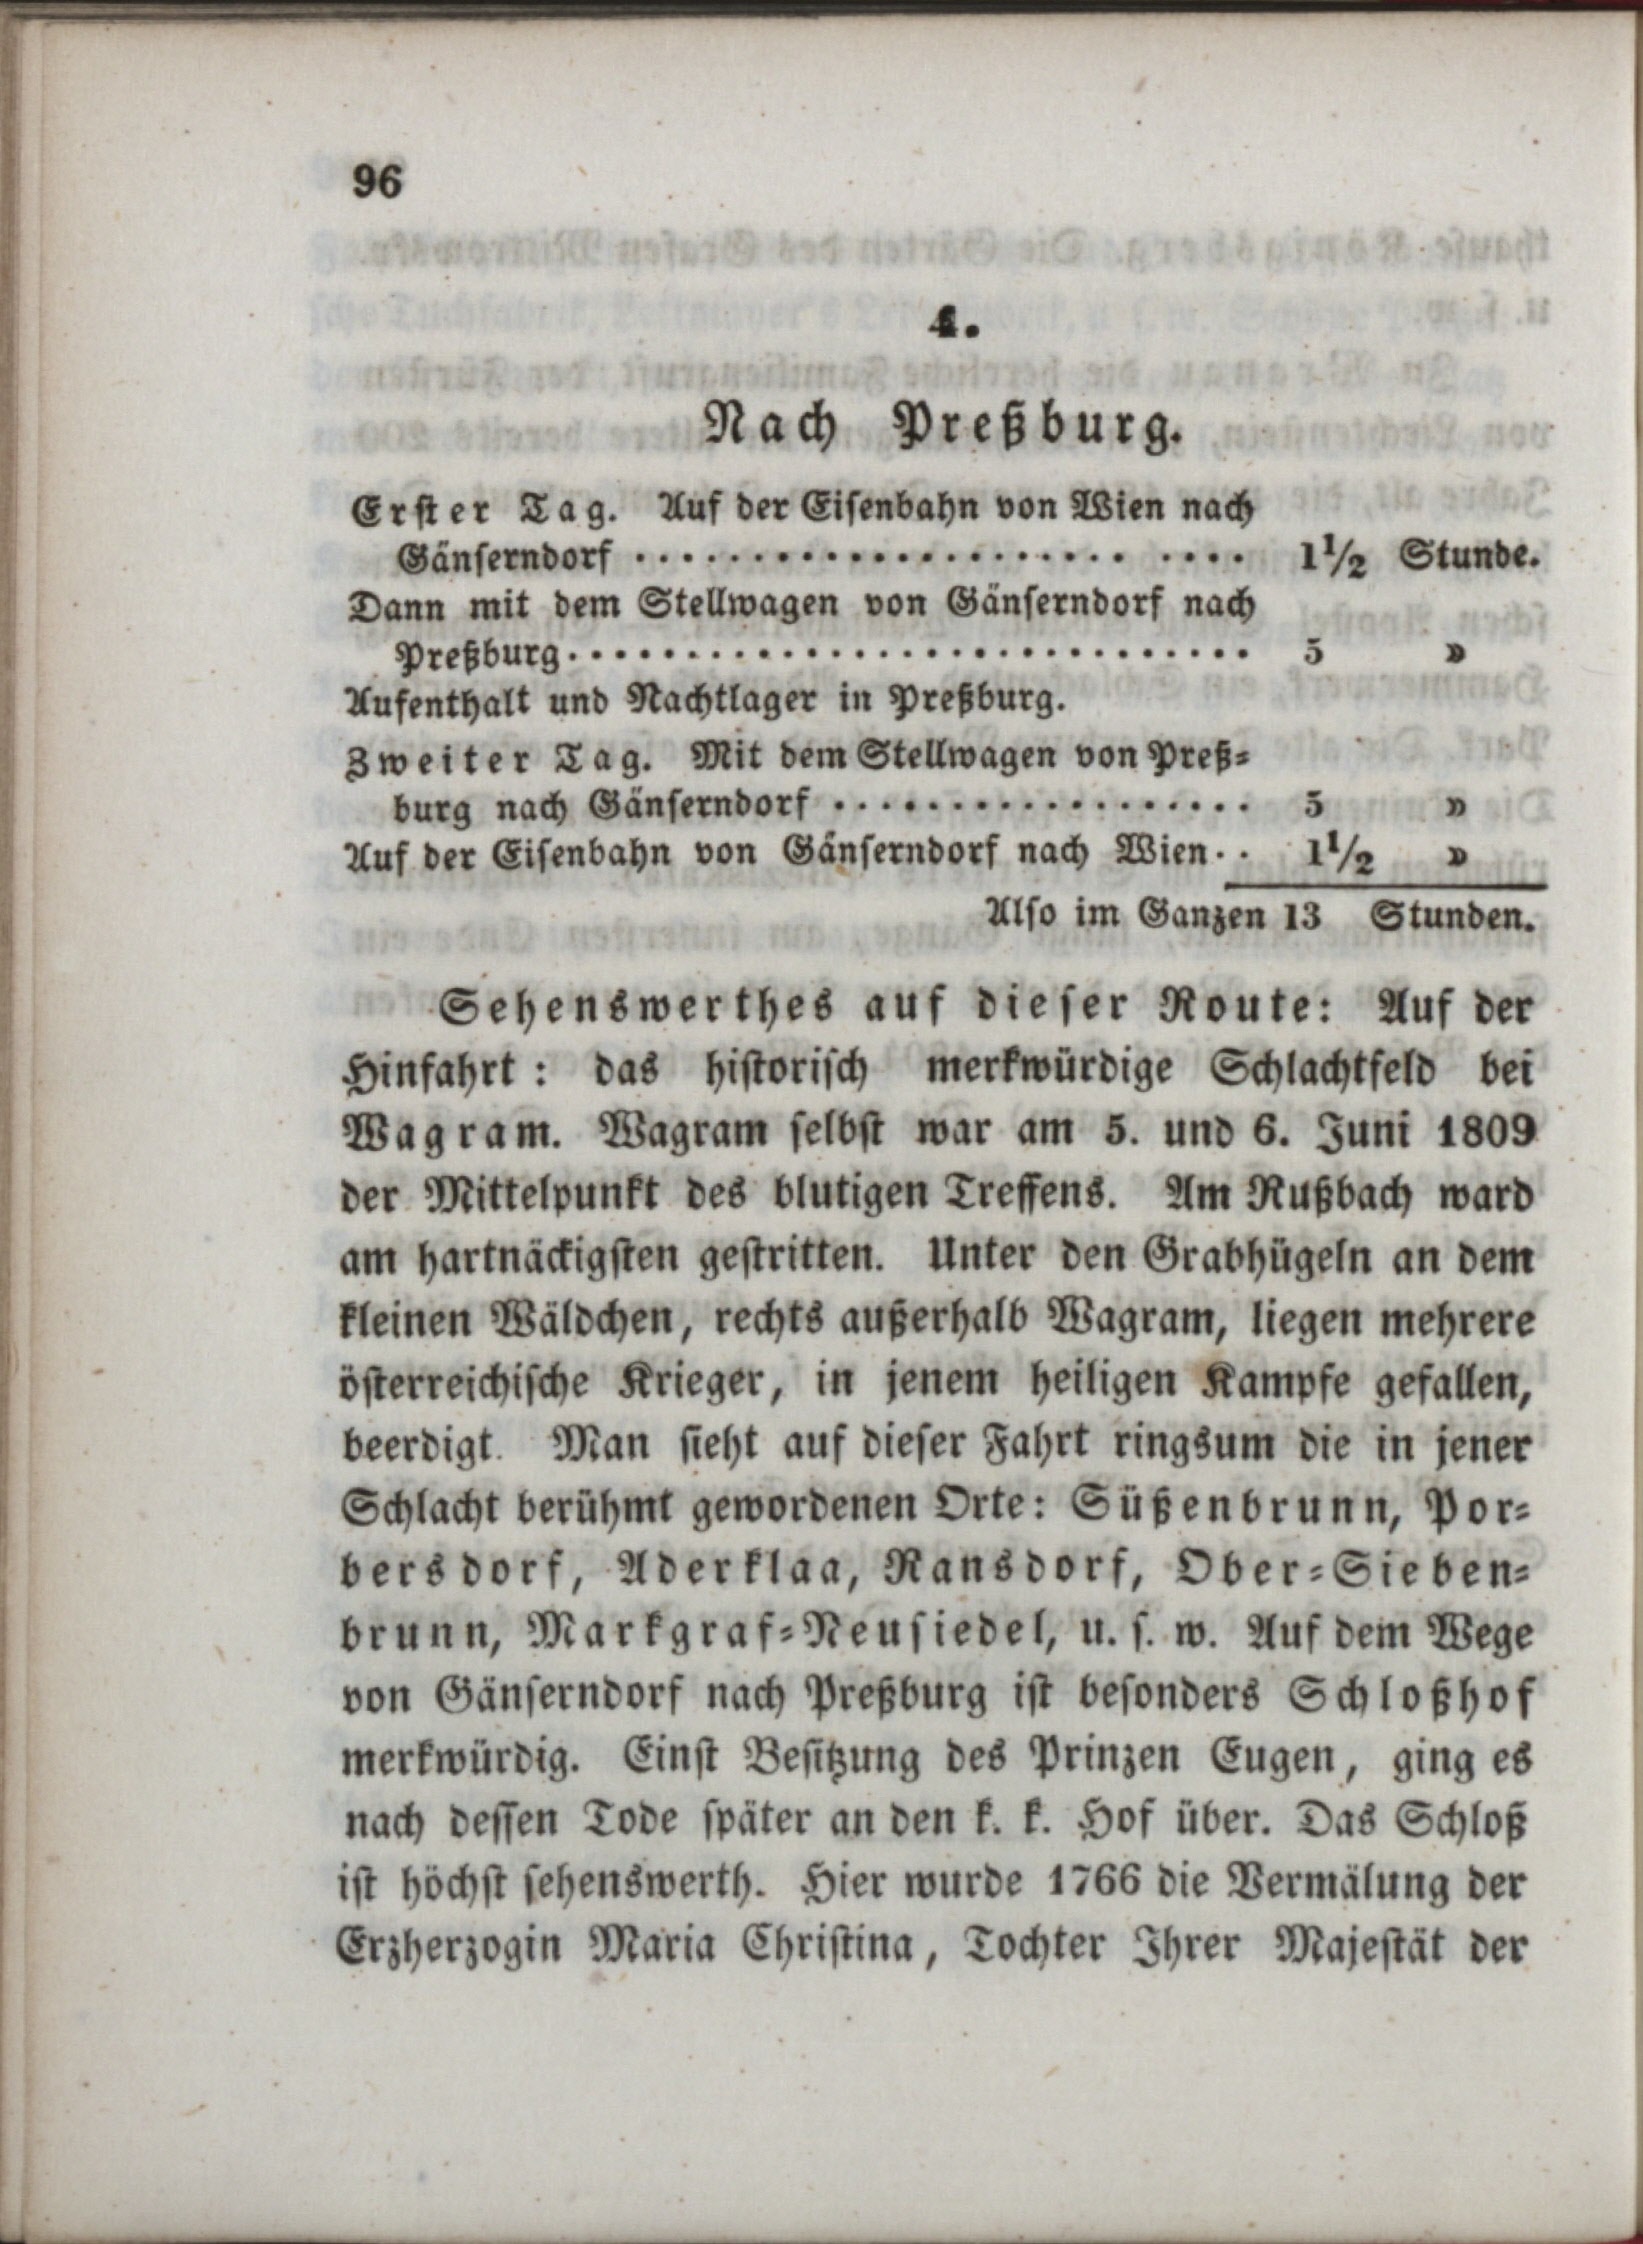 96
4.
Nach Preßburg.
Erster Tag. Auf der Eisenbahn von Wien nach
Gänserndorf ························· 1½ Stunde.
Dann mit dem Stellwagen von Gänserndorf nach
Preßburg····························· 5 »
Aufenthalt und Nachtlager in Preßburg.
Zweiter Tag. Mit dem Stellwagen von Preß-
burg nach Gänserndorf ·················· 5 »
Auf der Eisenbahn von Gänserndorf nach Wien·· 1½ »
Also im Ganzen 13 Stunden.
Sehenswerthes auf dieser Route: Auf der
Hinfahrt: das historisch merkwürdige Schlachtfeld bei
Wagram. Wagram selbst war am 5. und 6. Juni 1809
der Mittelpunkt des blutigen Treffens. Am Rußbach ward
am hartnäckigsten gestritten. Unter den Grabhügeln an dem
kleinen Wäldchen, rechts außerhalb Wagram, liegen mehrere
österreichische Krieger, in jenem heiligen Kampfe gefallen,
beerdigt. Man sieht auf dieser Fahrt ringsum die in jener
Schlacht berühmt gewordenen Orte: Süßenbrunn, Por-
bersdorf, Aderklaa, Ransdorf, Ober-Sieben-
brunn, Markgraf-Neusiedel, u. s. w. Auf dem Wege
von Gänserndorf nach Preßburg ist besonders Schloßhof
merkwürdig. Einst Besitzung des Prinzen Eugen, ging es
nach dessen Tode später an den k. k. Hof über. Das Schloß
ist höchst sehenswerth. Hier wurde 1766 die Vermälung der
Erzherzogin Maria Christina, Tochter Ihrer Majestät der